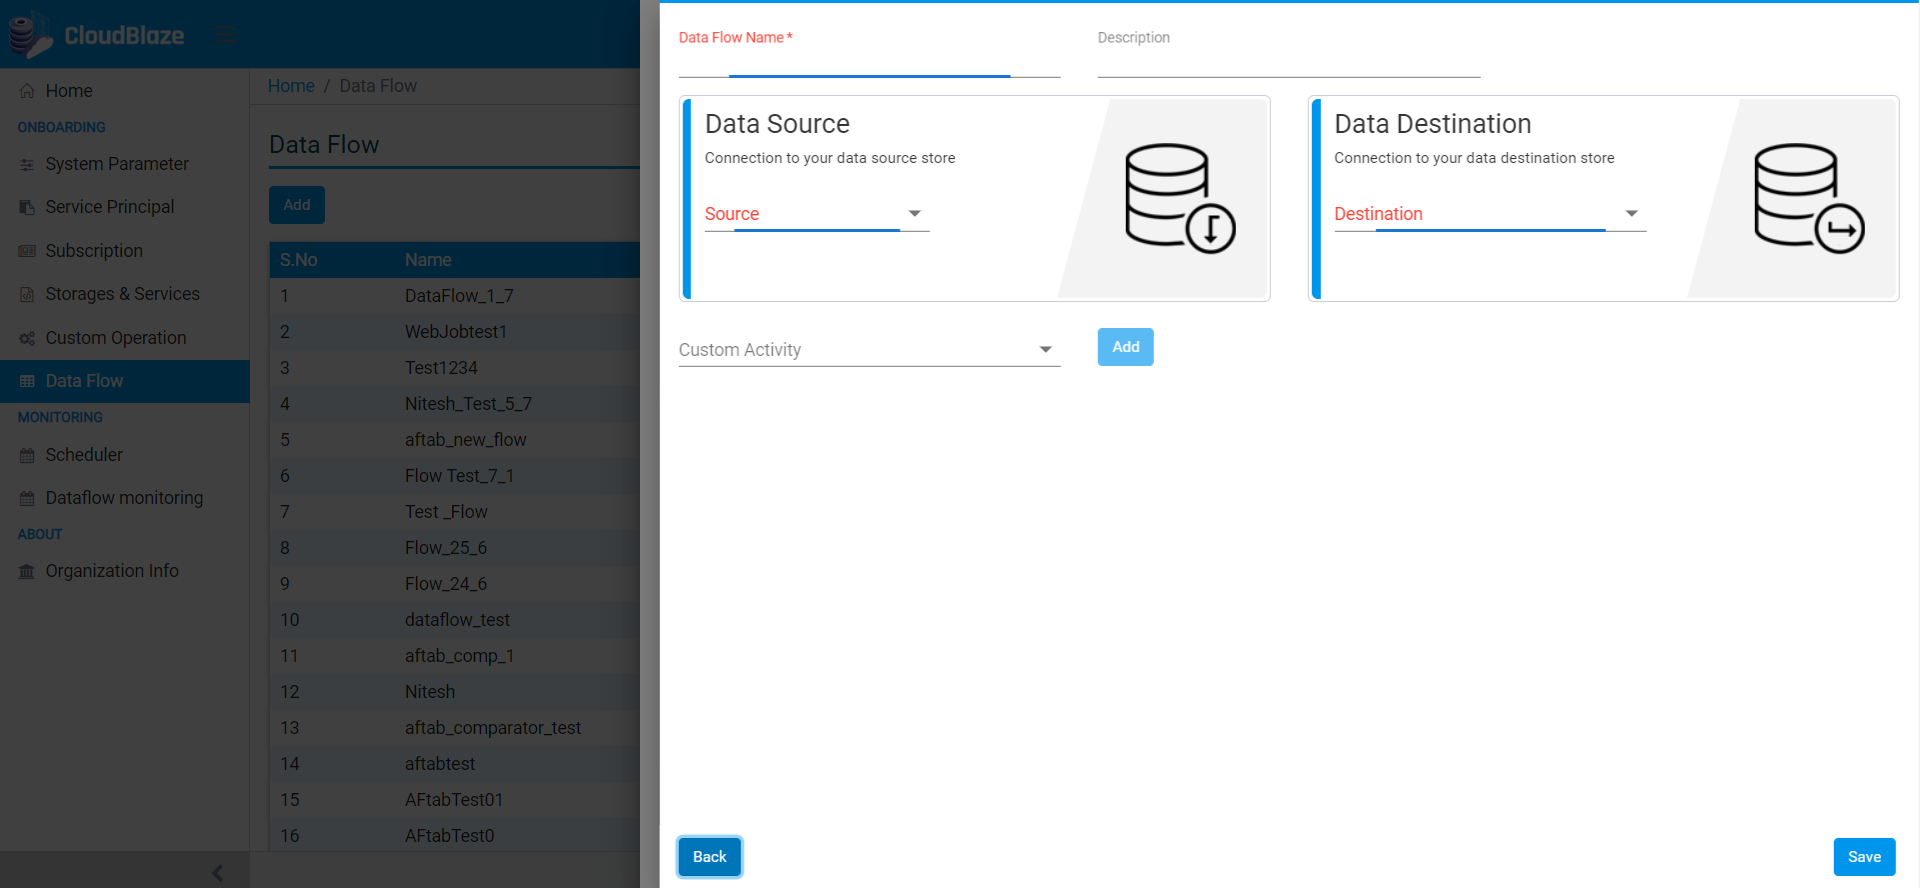 CloudBlaze
Home
ONBOARDING
System Parameter
Service Principal
Subscription
Storages & Services
Custom Operation
Data Flow
MONITORING
Scheduler
Dataflow monitoring
ABOUT
Organization Info
Home / Data Flow
Data Flow
Add
S.No Name
1 DataFlow_1_7
2 WebJobtest1
3 Test1234
4 Nitesh_Test_5_7
5 aftab_new_flow
6 Flow Test_7_1
7 Test _Flow
8 Flow_25_6
9 Flow_24_6
10 dataflow_test
11 aftab_comp_1
12 Nitesh
13 aftab_comparator_test
14 aftabtest
15 AFtabTest01
16 AFtabTest0
Data Flow Name *
Description
Data Source
Connection to your data source store
Source
Data Destination
Connection to your data destination store
Destination
Custom Activity
Add
Back
Save